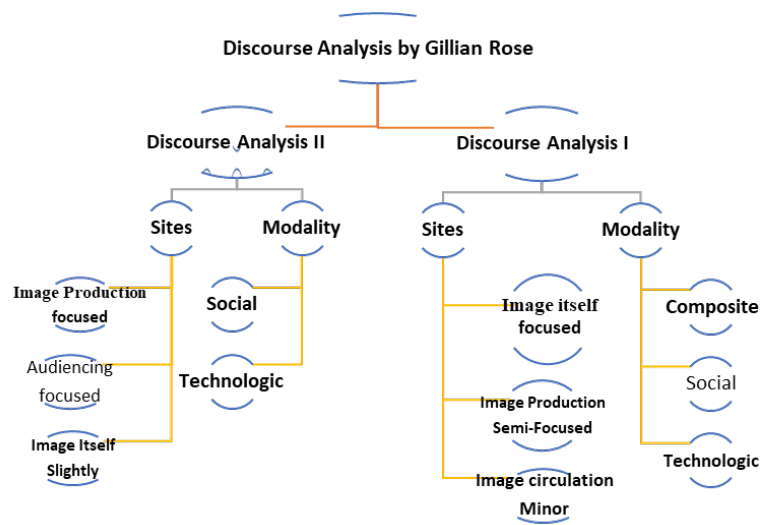 Discourse Analysis by Gillian Rose
Discourse Analysis II
Discourse Analysis I
Sites
Modality
Sites
Modality
Image Production
focused
Audiencing
focused
Image Itself
Slightly
Social
Technologic
Image itself
focused
Image Production
Semi-Focused
Image circulation
Minor
Composite
Social
Technologic